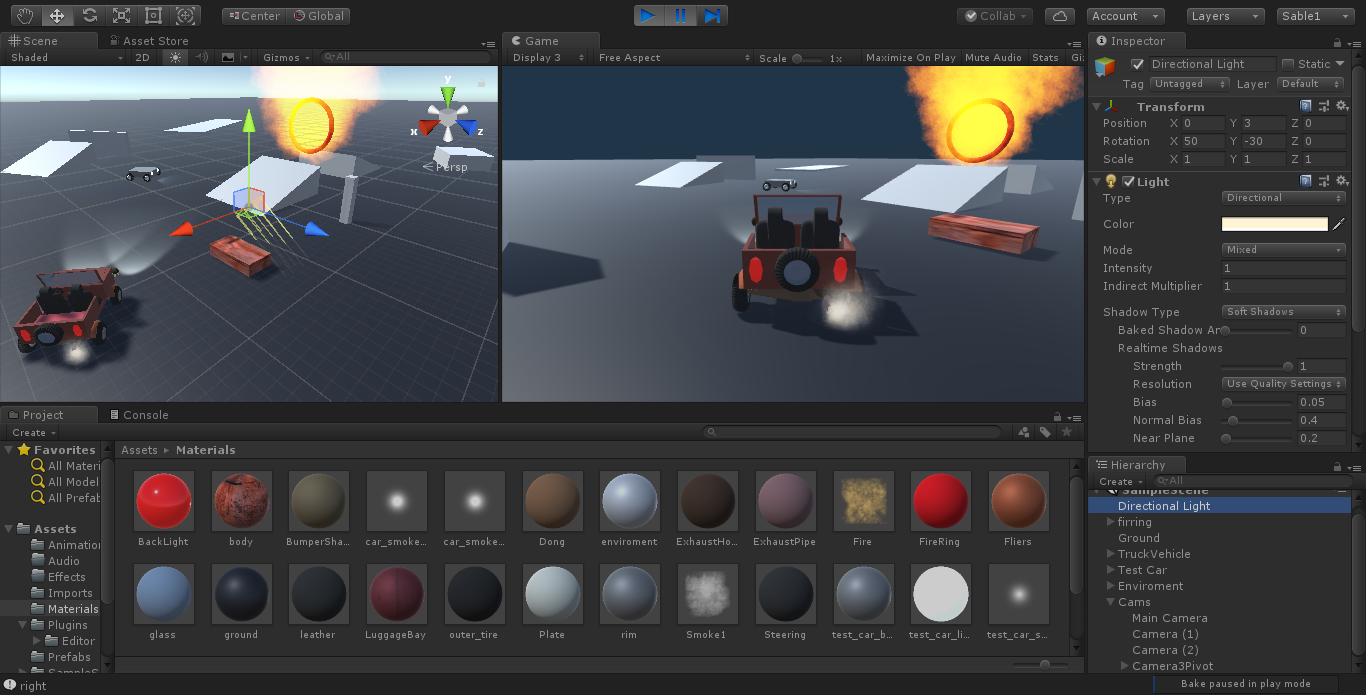 Center Global Collab Account Layers Sable1
Scene Asset Store
Shaded 2D Gizmos All
y
x z
Persp
Game
Display 3 Free Aspect Scale 1x Maximize On Play Mute Audio Stats Gi
Inspector
Directional Light Static
Tag Untagged Layer Default
Transform
Position X 0 Y 3 Z 0
Rotation X 50 Y -30 Z 0
Scale X 1 Y 1 Z 1
Light
Type Directional
Color
Mode Mixed
Intensity 1
Indirect Multiplier 1
Shadow Type Soft Shadows
Baked Shadow An 0
Realtime Shadows
Strength 1
Resolution Use Quality Settings
Bias 0.05
Normal Bias 0.4
Near Plane 0.2
Project Console
Create
Favorites
All Materi
All Model
All Prefab
Assets
Animation
Audio
Effects
Imports
Materials
Plugins
Editor
Prefabs
SampleS
Assets Materials
BackLight body BumperSha... car_smoke... car_smoke... Dong enviroment ExhaustHo... ExhaustPipe Fire FireRing Fliers
glass ground leather LuggageBay outer_tire Plate rim Smoke1 Steering test_car_b... test_car_li... test_car_s...
Hierarchy
Create All
SampleScene
Directional Light
firring
Ground
TruckVehicle
Test Car
Enviroment
Cams
Main Camera
Camera (1)
Camera (2)
Camera3Pivot
right
Bake paused in play mode